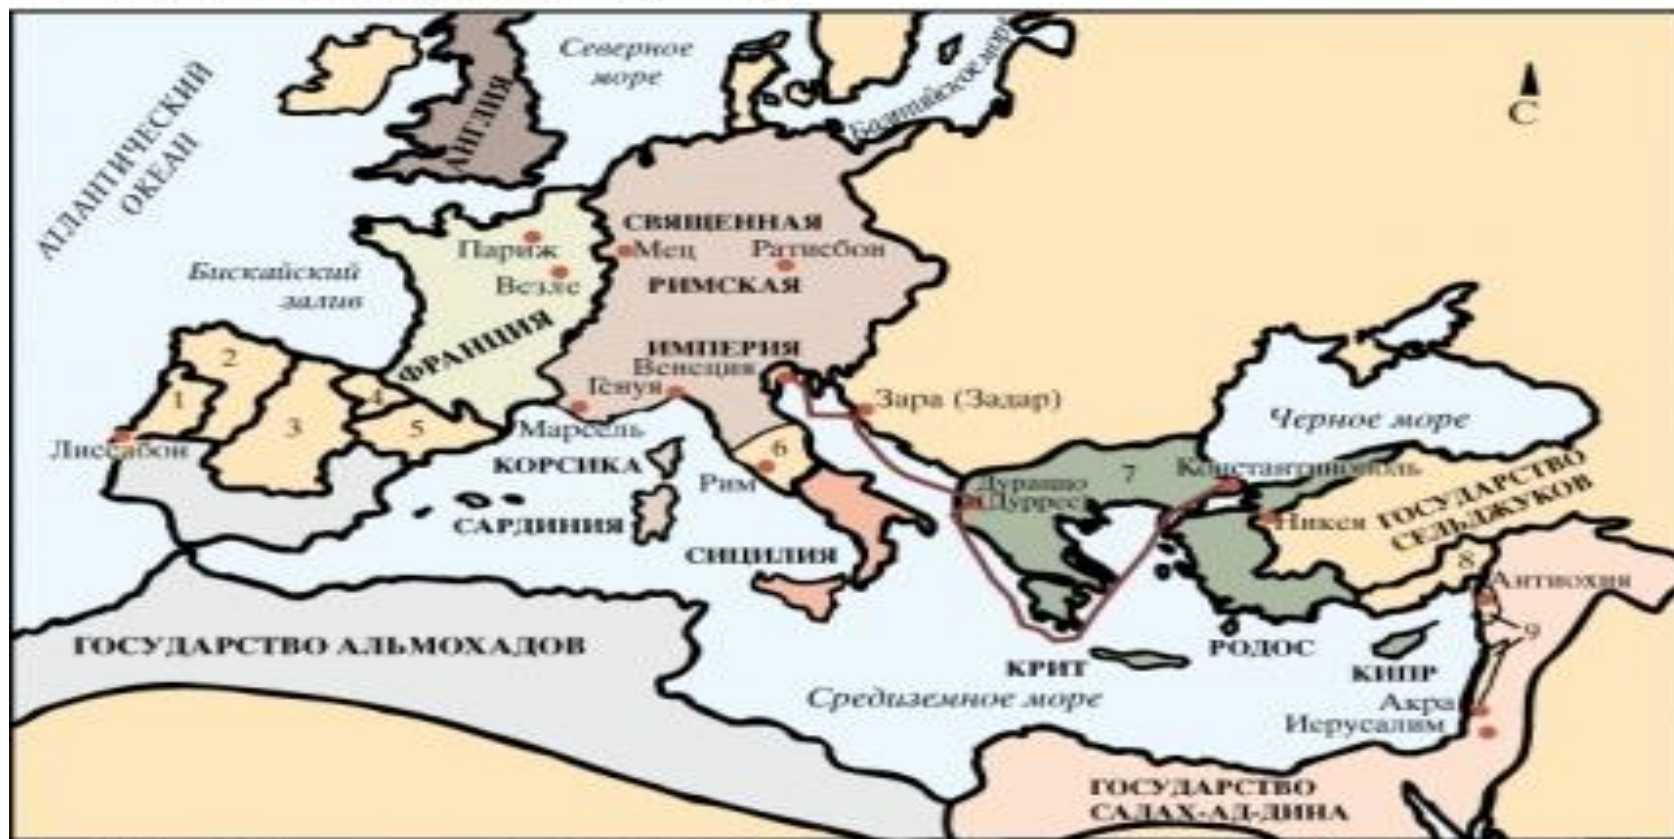 Северное
море
Балтийское море
С
АТЛАНТИЧЕСКИЙ
ОКЕАН
АНГЛИЯ
СВЯЩЕННАЯ
Париж
Мец
Ратисбон
Бискайский
залив
Везле
РИМСКАЯ
ФРАНЦИЯ
ИМПЕРИЯ
Венеция
Генуя
2
1
4
3
5
Зара (Задар)
Черное море
Лиссабон
Марсель
КОРСИКА
6
Рим
7
Константинополь
Дураццо
(Дуррес)
Никея
ГОСУДАРСТВО
СЕЛЬДЖУКОВ
САРДИНИЯ
СИЦИЛИЯ
8
Антиохия
9
ГОСУДАРСТВО АЛЬМОХАДОВ
КРИТ
РОДОС
КИПР
Средиземное море
Акра
Иерусалим
ГОСУДАРСТВО
САЛАХ-АД-ДИНА